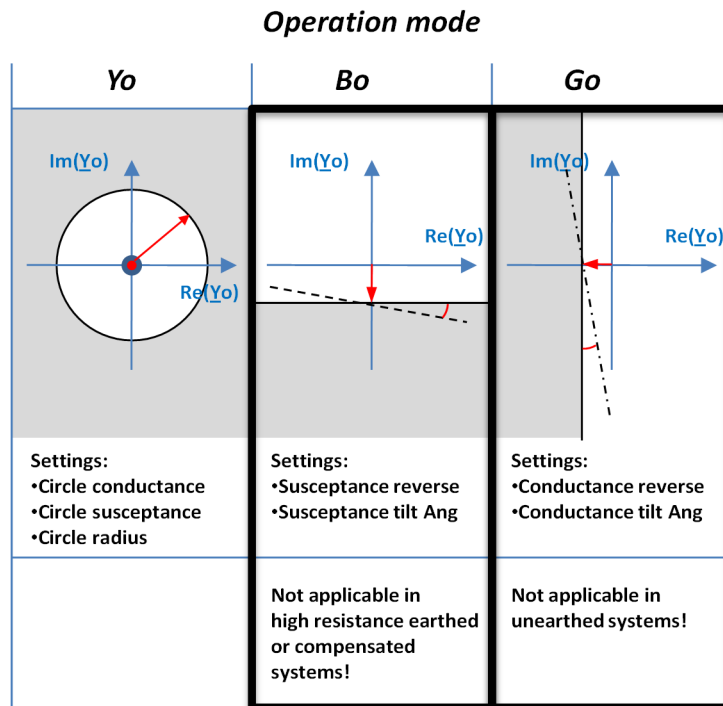 Operation mode
Yo
Bo
Go
Im(Yo)
Re(Yo)
Im(Yo)
Re(Yo)
Im(Yo)
Re(Yo)
Settings:
•Circle conductance
•Circle susceptance
•Circle radius
Settings:
•Susceptance reverse
•Susceptance tilt Ang
Settings:
•Conductance reverse
•Conductance tilt Ang
Not applicable in
high resistance earthed
or compensated
systems!
Not applicable in
unearthed systems!